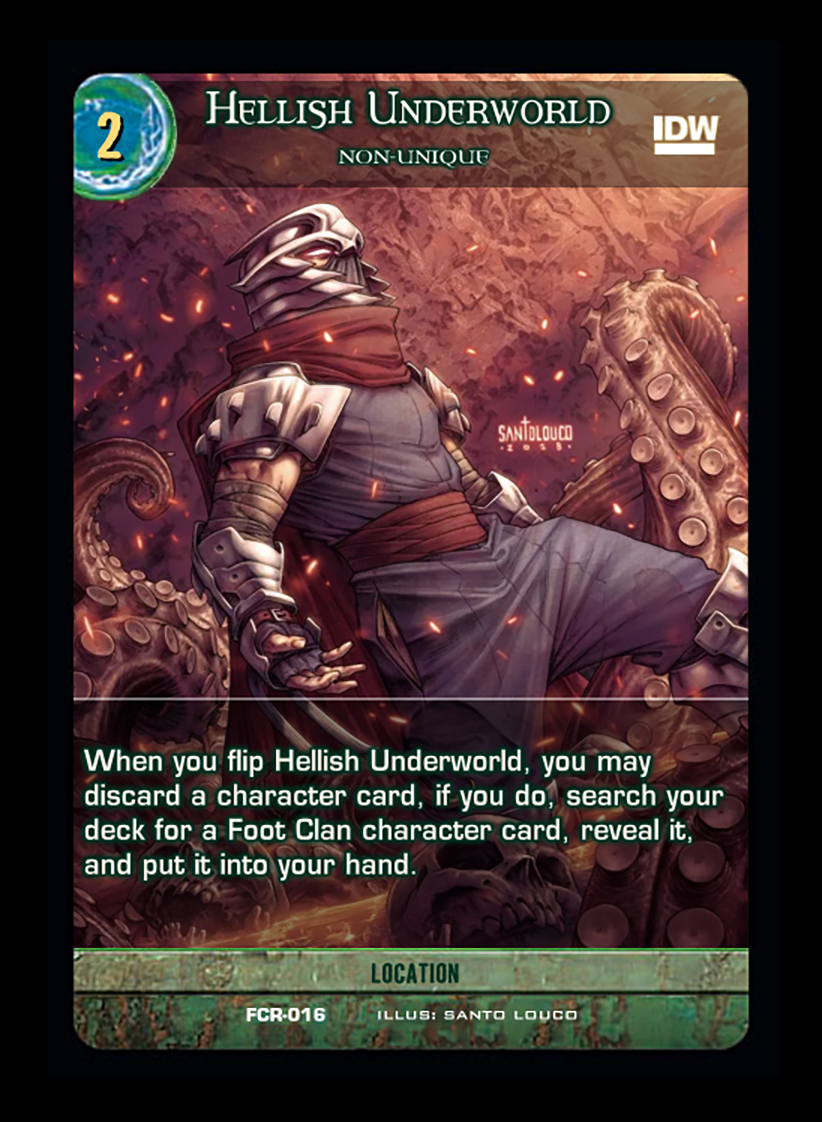 2
HELLISH UNDERWORLD
IDW
NON-UNIQUE
SANTOLOUCO
·2023·
When you flip Hellish Underworld, you may
discard a character card, if you do, search your
deck for a Foot Clan character card, reveal it,
and put it into your hand.
LOCATION
FCR-016 ILLUS: SANTO LOUCO